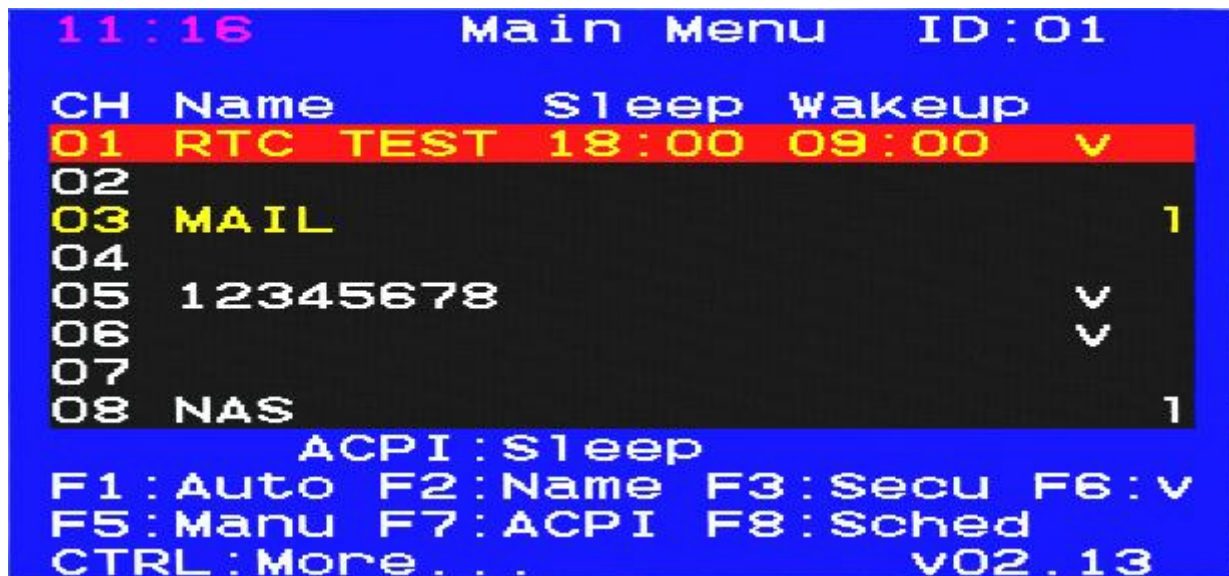 11:16 Main Menu ID:01
CH Name Sleep Wakeup
01 RTC TEST 18:00 09:00 v
02
03 MAIL 1
04
05 12345678 v
06 v
07
08 NAS 1
ACPI:Sleep
F1:Auto F2:Name F3:Secu F6:v
F5:Manu F7:ACPI F8:Sched
CTRL:More... v02.13